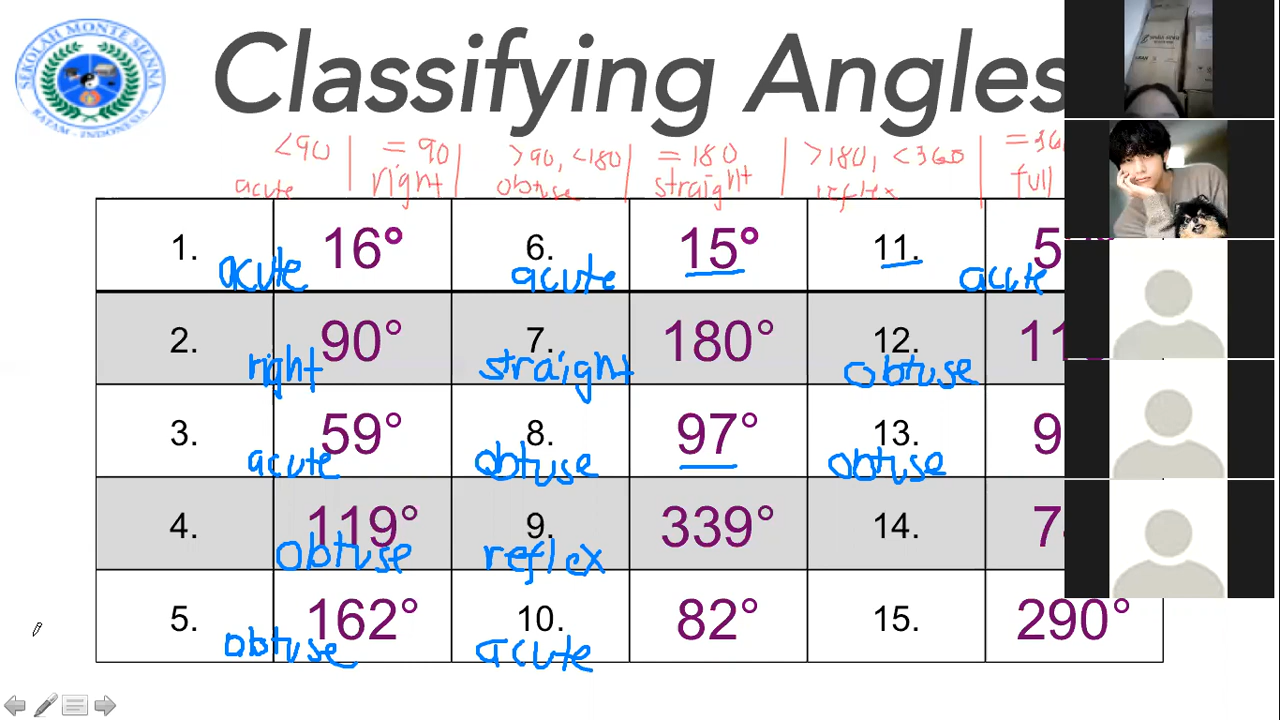 SEKOLAH MONTE SIENNA
BATAM - INDONESIA
Classifying Angles
<90 = 90 >90, <180 = 180 >180, <360
acute right obtuse straight reflex full
1. 16° 6. 15° 11.
acute acute acute
2. 90° 7. 180° 12.
right straight obtuse
3. 59° 8. 97° 13.
acute obtuse obtuse
4. 119° 9. 339° 14.
obtuse reflex
5. 162° 10. 82° 15. 290°
obtuse acute